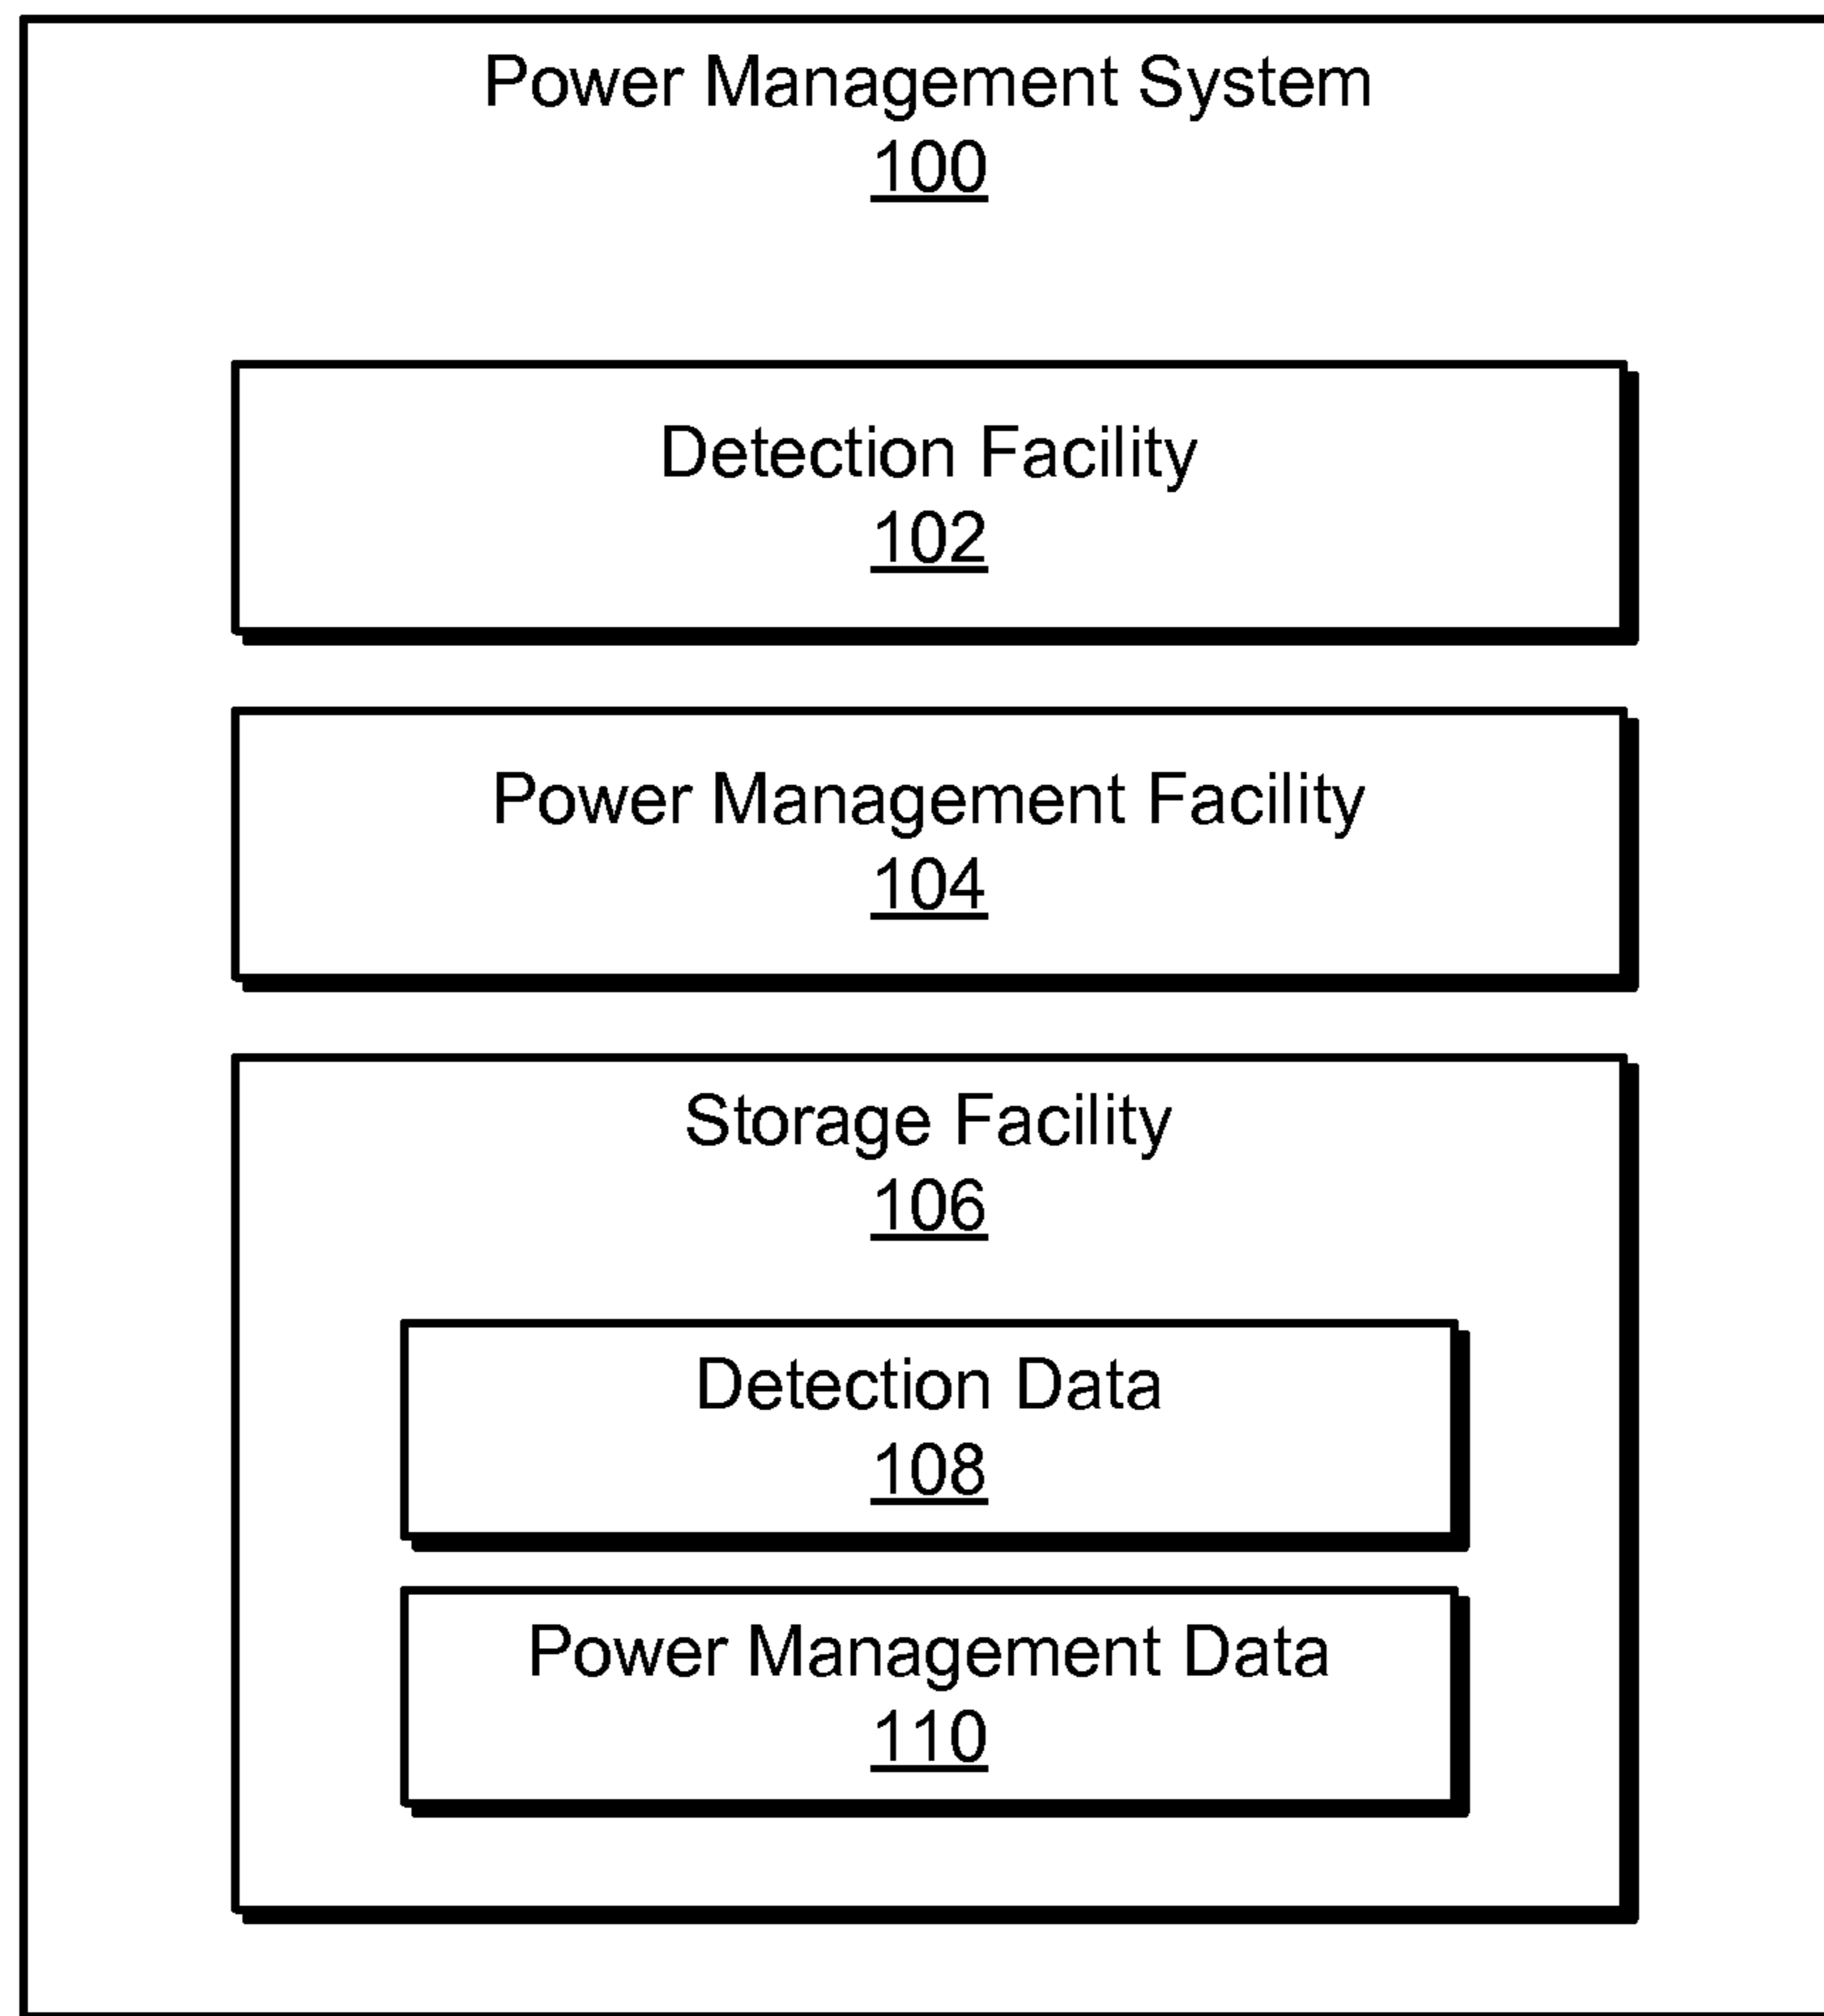 Power Management System
100
Detection Facility
102
Power Management Facility
104
Storage Facility
106
Detection Data
108
Power Management Data
110